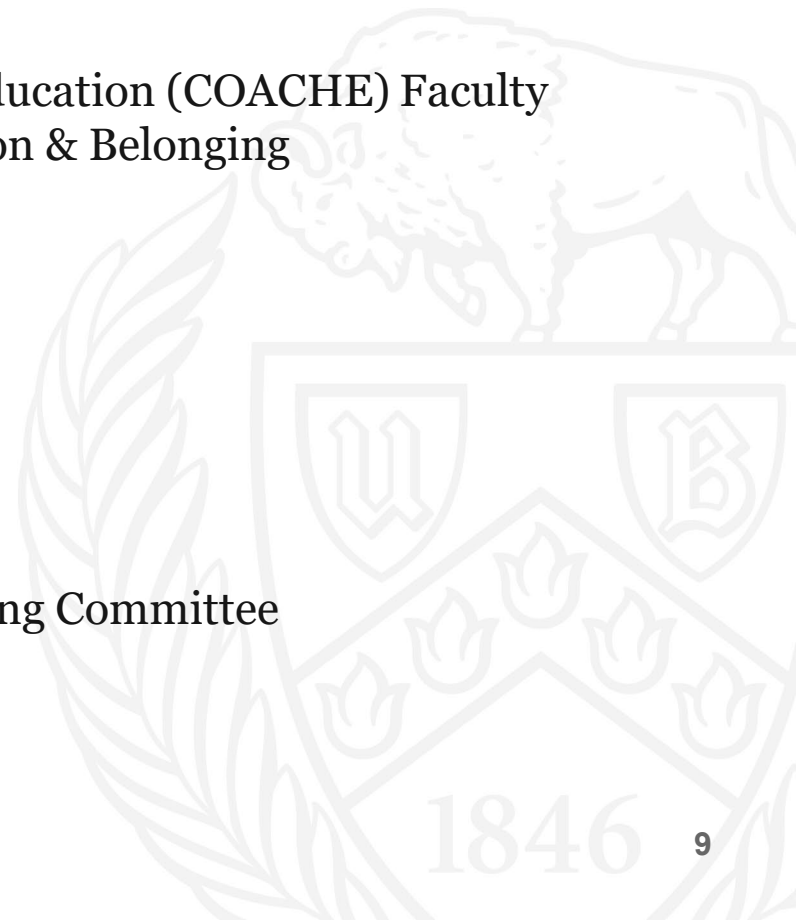 ducation (COACHE) Faculty
on & Belonging
ng Committee
U B
1846
9